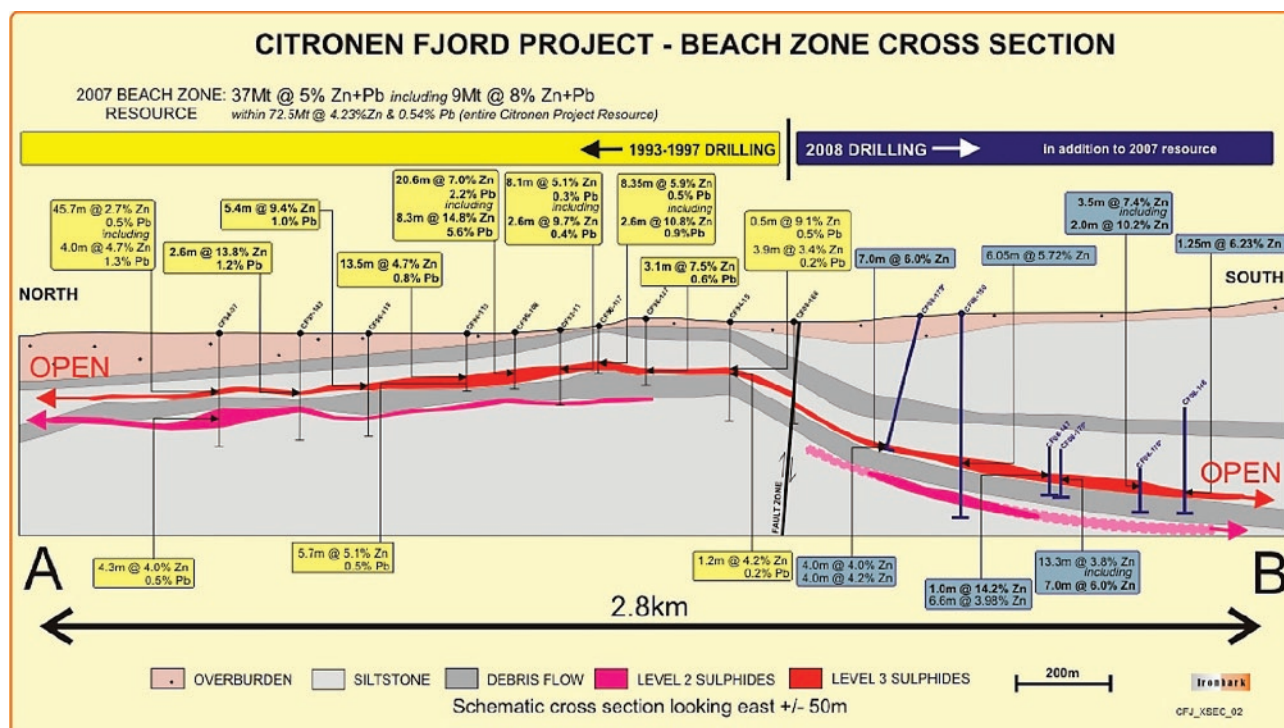 CITRONEN FJORD PROJECT - BEACH ZONE CROSS SECTION
2007 BEACH ZONE: 37Mt @ 5% Zn+Pb including 9Mt @ 8% Zn+Pb
RESOURCE within 72.5Mt @ 4.23%Zn & 0.54% Pb (entire Citronen Project Resource)
1993-1997 DRILLING
2008 DRILLING
in addition to 2007 resource
45.7m @ 2.7% Zn
0.5% Pb
including
4.0m @ 4.7% Zn
1.3% Pb
2.6m @ 13.8% Zn
1.2% Pb
5.4m @ 9.4% Zn
1.0% Pb
13.5m @ 4.7% Zn
0.8% Pb
20.6m @ 7.0% Zn
2.2% Pb
including
8.3m @ 14.8% Zn
5.6% Pb
8.1m @ 5.1% Zn
0.3% Pb
including
2.6m @ 9.7% Zn
0.4% Pb
8.35m @ 5.9% Zn
0.5% Pb
including
2.6m @ 10.8% Zn
0.9%Pb
3.1m @ 7.5% Zn
0.6% Pb
0.5m @ 9.1% Zn
0.5% Pb
3.9m @ 3.4% Zn
0.2% Pb
7.0m @ 6.0% Zn
6.05m @ 5.72% Zn
3.5m @ 7.4% Zn
including
2.0m @ 10.2% Zn
1.25m @ 6.23% Zn
NORTH
SOUTH
OPEN
OPEN
FAULT ZONE
4.3m @ 4.0% Zn
0.5% Pb
5.7m @ 5.1% Zn
0.5% Pb
1.2m @ 4.2% Zn
0.2% Pb
4.0m @ 4.0% Zn
4.0m @ 4.2% Zn
1.0m @ 14.2% Zn
6.6m @ 3.98% Zn
13.3m @ 3.8% Zn
including
7.0m @ 6.0% Zn
A
B
2.8km
OVERBURDEN
SILTSTONE
DEBRIS FLOW
LEVEL 2 SULPHIDES
LEVEL 3 SULPHIDES
200m
Ironbark
Schematic cross section looking east +/- 50m
CFJ_XSEC_02